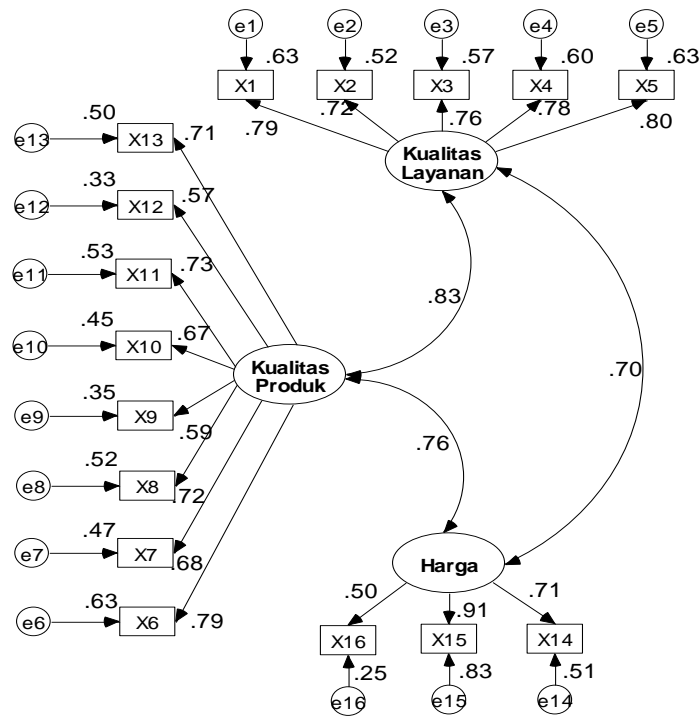 e1
e2
e3
e4
e5
.63
.52
.57
.60
.63
X1
X2
X3
X4
X5
.79
.72
.76
.78
.80
Kualitas
Layanan
.50
e13
X13
.71
.33
e12
X12
.57
.53
e11
X11
.73
.45
e10
X10
.67
.35
e9
X9
.59
.52
e8
X8
.72
.47
e7
X7
.68
.63
e6
X6
.79
Kualitas
Produk
.83
.70
.76
Harga
.50
.91
.71
X16
X15
X14
.25
.83
.51
e16
e15
e14